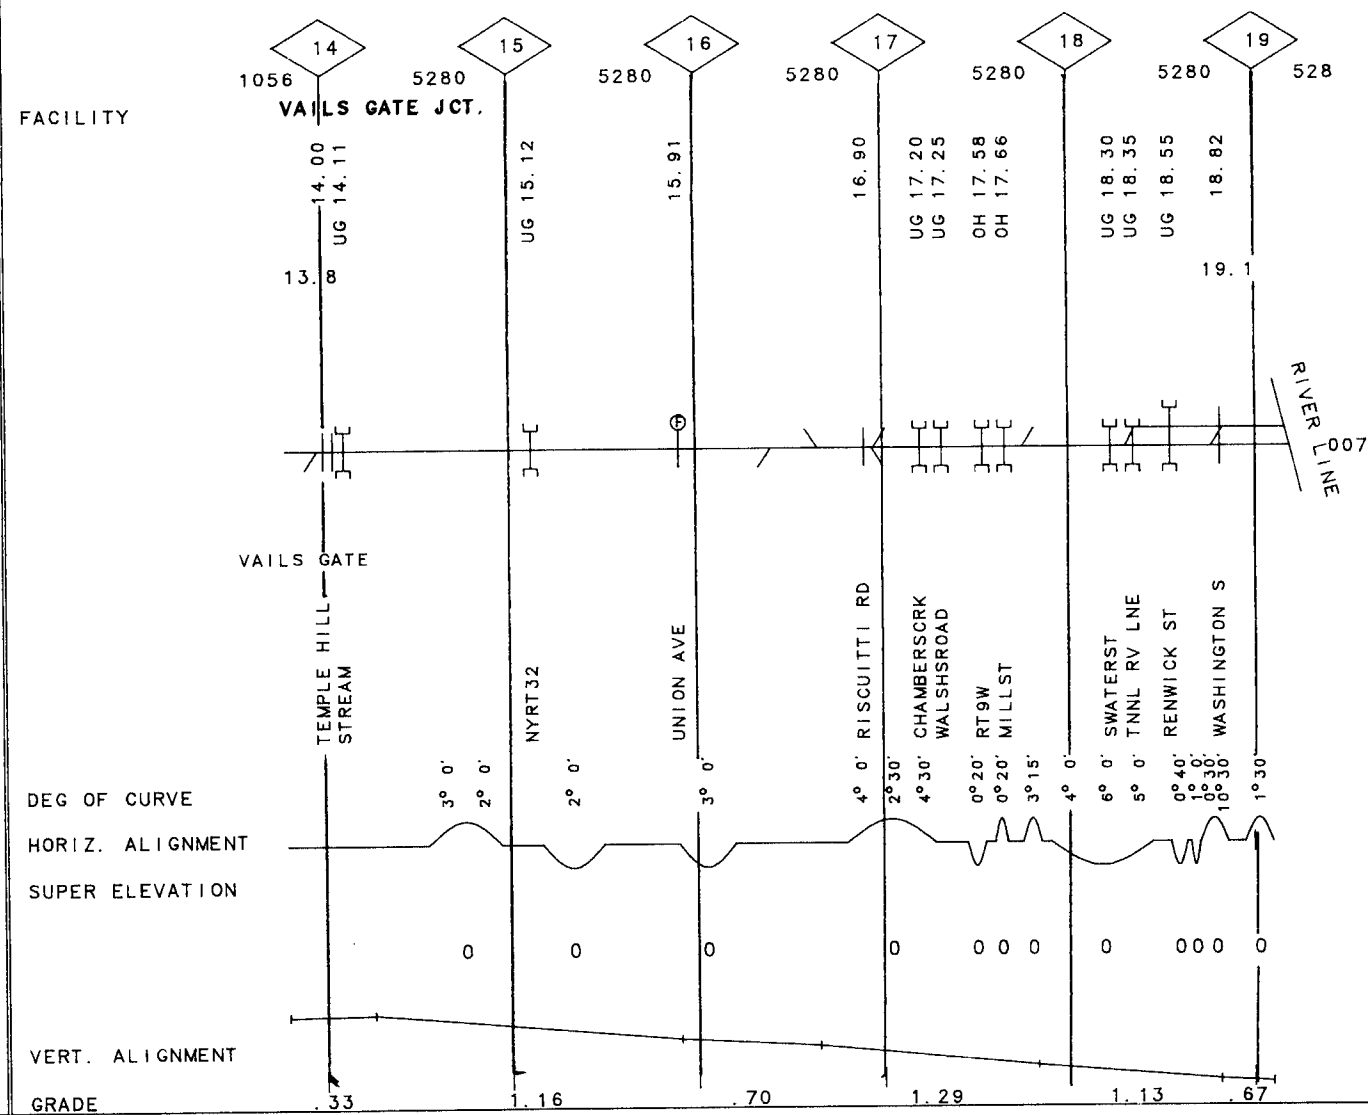 14 15 16 17 18 19
1056 5280 5280 5280 5280 5280 528
FACILITY
VAILS GATE JCT.
14.00
UG 14.11
UG 15.12
15.91
16.90
UG 17.20
UG 17.25
OH 17.58
OH 17.66
UG 18.30
UG 18.35
UG 18.55
18.82
13.8
19.1
F
RIVER LINE
007
VAILS GATE
TEMPLE HILL
STREAM
NYRT32
UNION AVE
RISCUITTI RD
CHAMBERSCRK
WALSHSROAD
RT9W
MILLST
SWATERST
TNNL RV LNE
RENWICK ST
WASHINGTON S
DEG OF CURVE
3° 0'
2° 0'
2° 0'
3° 0'
4° 0'
2° 30'
4° 30'
0° 20'
0° 20'
3° 15'
4° 0'
6° 0'
5° 0'
0° 40'
1° 0'
0° 30'
10° 30'
1° 30'
HORIZ. ALIGNMENT
SUPER ELEVATION
0 0 0 0 0 0 0 0 0 0 0 0
VERT. ALIGNMENT
GRADE .33 1.16 .70 1.29 1.13 .67